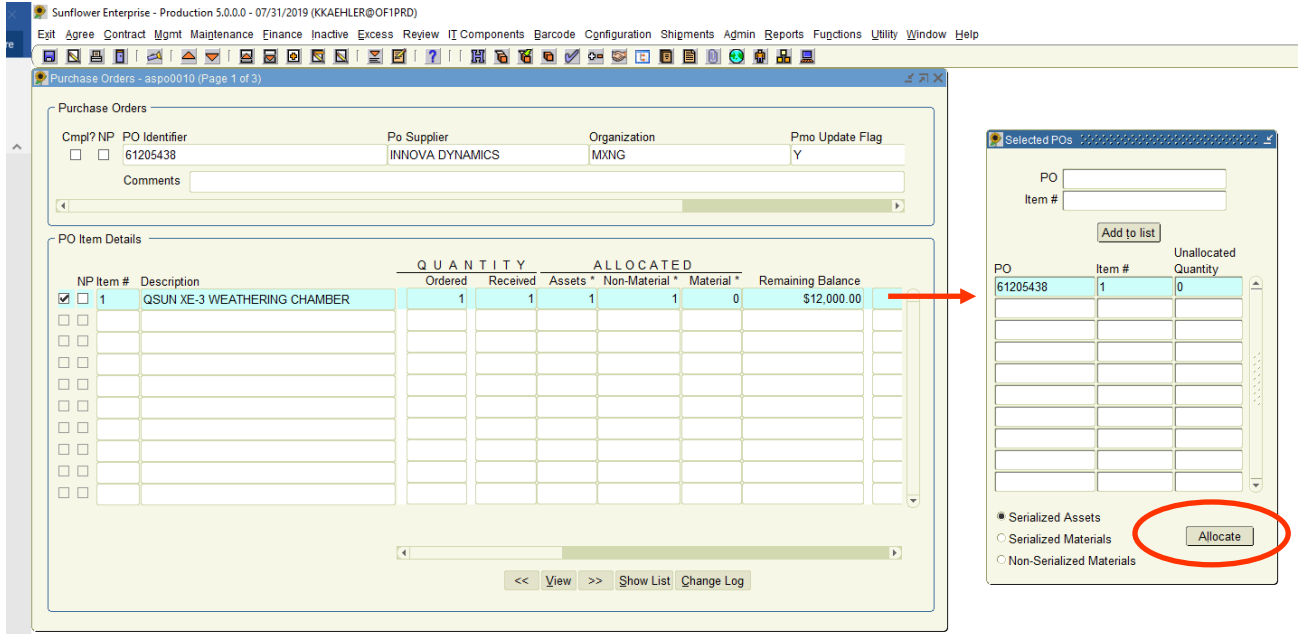 Sunflower Enterprise - Production 5.0.0.0 - 07/31/2019 (KKAEHLER@OF1PRD)
Exit Agree Contract Mgmt Maintenance Finance Inactive Excess Review IT Components Barcode Configuration Shipments Admin Reports Functions Utility Window Help
re
Purchase Orders - aspo0010 (Page 1 of 3)
Purchase Orders
Cmpl? NP PO Identifier Po Supplier Organization Pmo Update Flag
61205438 INNOVA DYNAMICS MXNG Y
Comments
PO Item Details
QUANTITY ALLOCATED
NP Item # Description Ordered Received Assets * Non-Material * Material * Remaining Balance
1 QSUN XE-3 WEATHERING CHAMBER 1 1 1 1 0 $12,000.00
<< View >> Show List Change Log
Selected POs
PO
Item #
Add to list
Unallocated
PO Item # Quantity
61205438 1 0
Serialized Assets
Serialized Materials
Allocate
Non-Serialized Materials